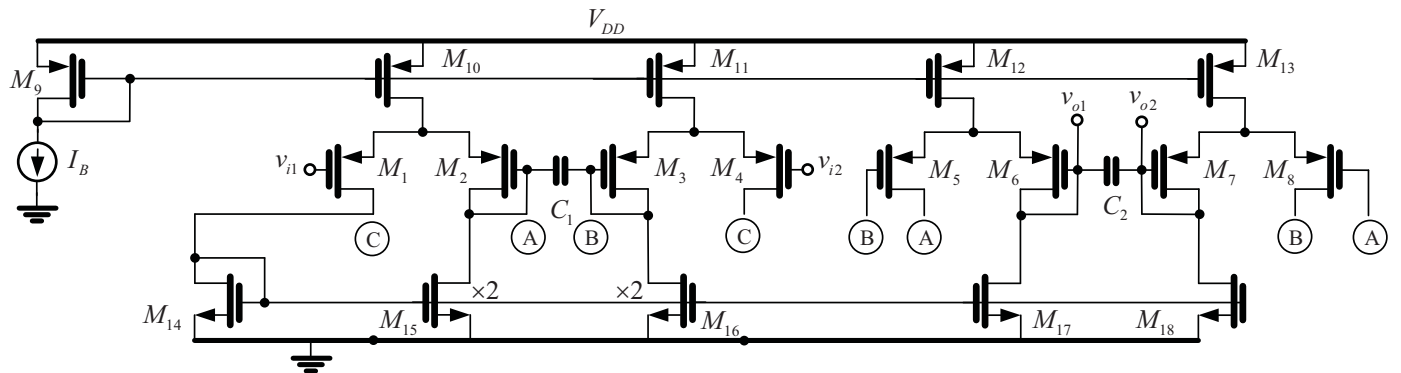 V_DD
M_9 M_10 M_11 M_12 M_13
v_o1 v_o2
I_B v_i1 M_1 M_2 M_3 M_4 v_i2 M_5 M_6 M_7 M_8
C_1 C_2
C A B C B A B A
×2 ×2
M_14 M_15 M_16 M_17 M_18